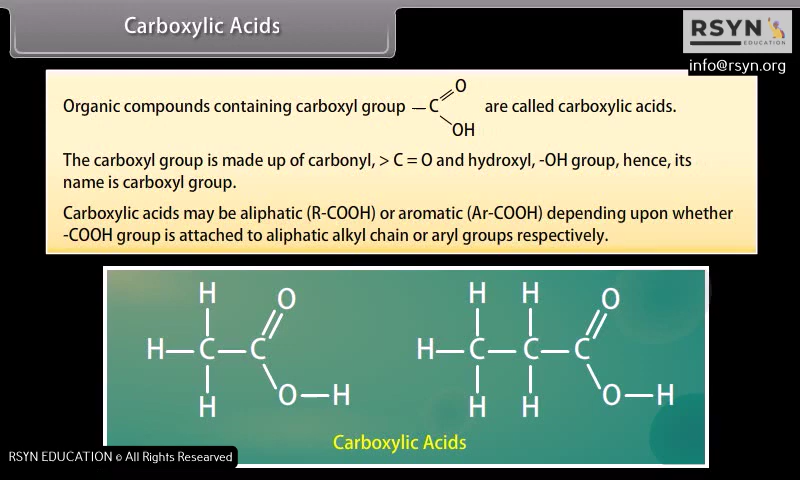 Carboxylic Acids
RSYN
EDUCATION
info@rsyn.org
O
Organic compounds containing carboxyl group —C are called carboxylic acids.
OH
The carboxyl group is made up of carbonyl, > C = O and hydroxyl, -OH group, hence, its
name is carboxyl group.
Carboxylic acids may be aliphatic (R-COOH) or aromatic (Ar-COOH) depending upon whether
-COOH group is attached to aliphatic alkyl chain or aryl groups respectively.
H O H H O
H—C—C H—C—C—C
H O—H H H O—H
Carboxylic Acids
RSYN EDUCATION © All Rights Researved